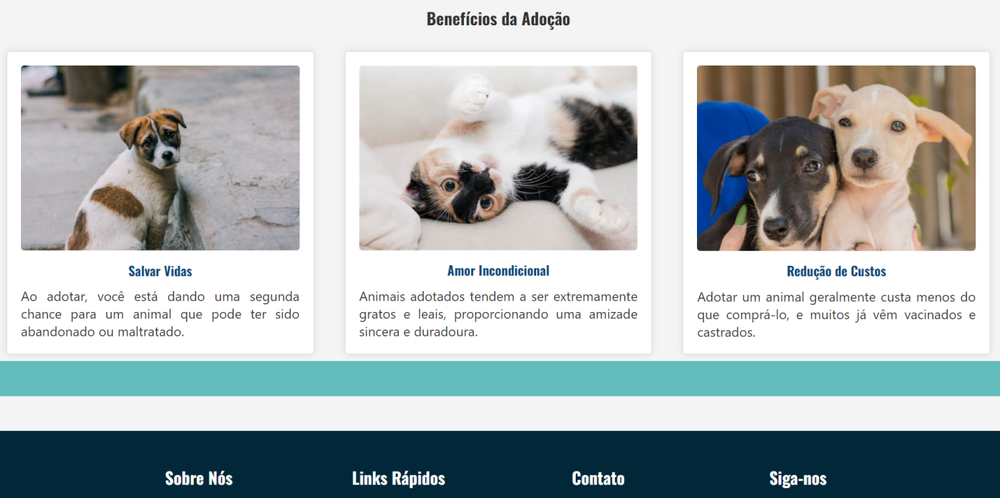 Benefícios da Adoção
Salvar Vidas
Ao adotar, você está dando uma segunda
chance para um animal que pode ter sido
abandonado ou maltratado.
Amor Incondicional
Animais adotados tendem a ser extremamente
gratos e leais, proporcionando uma amizade
sincera e duradoura.
Redução de Custos
Adotar um animal geralmente custa menos do
que comprá-lo, e muitos já vêm vacinados e
castrados.
Sobre Nós
Links Rápidos
Contato
Siga-nos